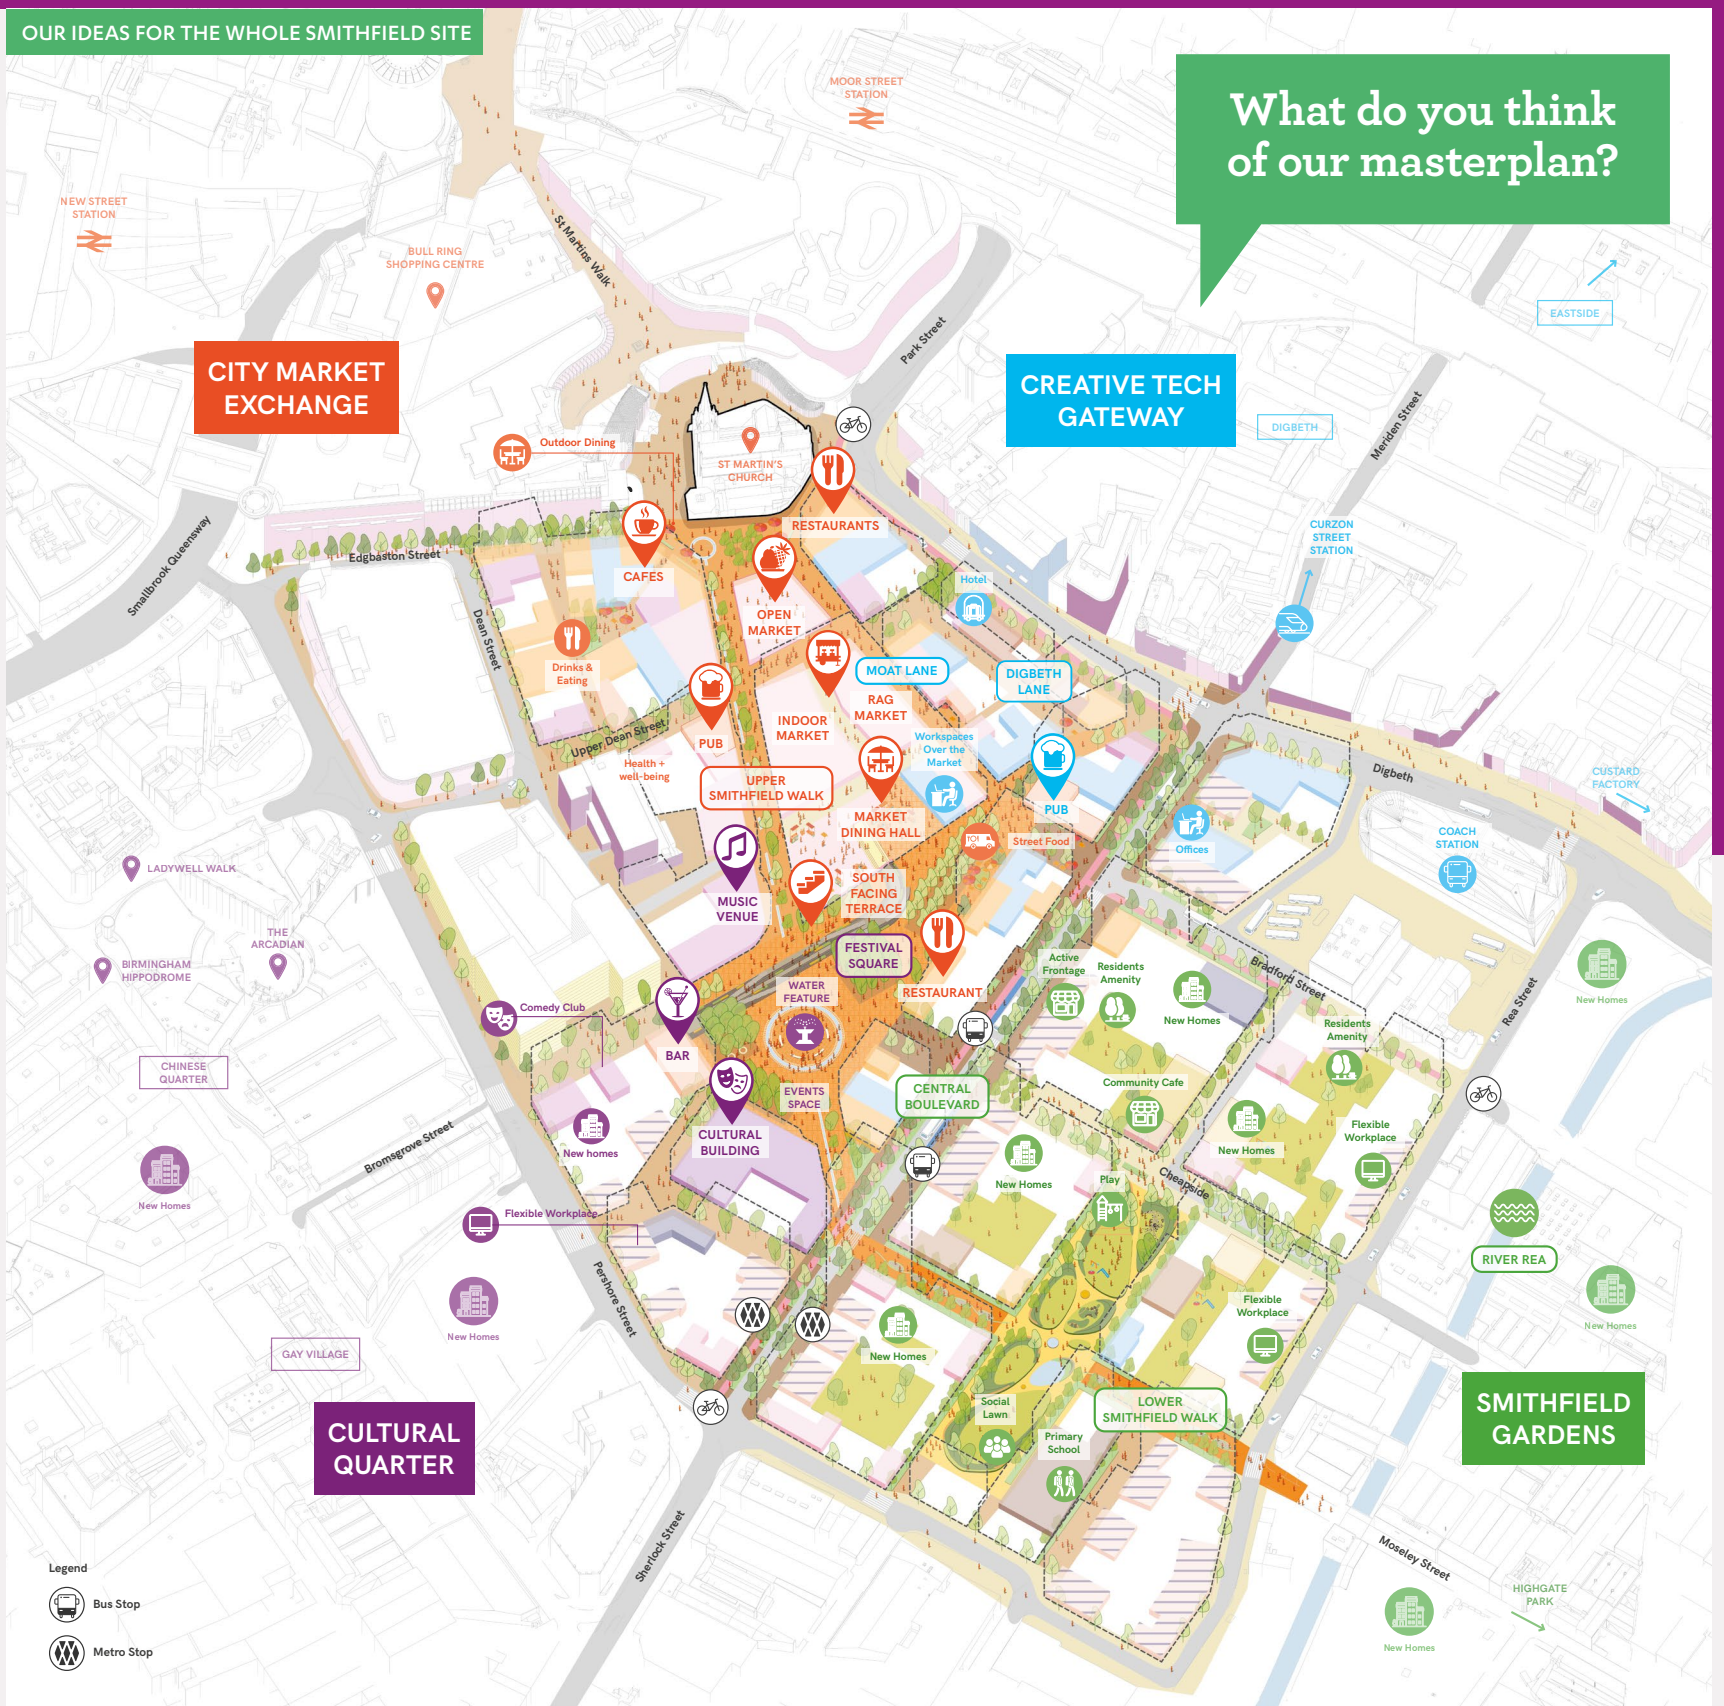 OUR IDEAS FOR THE WHOLE SMITHFIELD SITE
What do you think
of our masterplan?
MOOR STREET
STATION
NEW STREET
STATION
BULL RING
SHOPPING CENTRE
St Martins Walk
EASTSIDE
Park Street
CITY MARKET
EXCHANGE
CREATIVE TECH
GATEWAY
DIGBETH
Meriden Street
Outdoor Dining
ST MARTIN'S
CHURCH
RESTAURANTS
CURZON
STREET
STATION
Smallbrook Queensway
Edgbaston Street
CAFES
Hotel
OPEN
MARKET
Dean Street
Drinks &
Eating
MOAT LANE
DIGBETH
LANE
RAG
MARKET
INDOOR
MARKET
Upper Dean Street
PUB
Workspaces
Over the
Market
Health +
well-being
UPPER
SMITHFIELD WALK
Digbeth
CUSTARD
FACTORY
PUB
MARKET
DINING HALL
Street Food
Offices
COACH
STATION
LADYWELL WALK
MUSIC
VENUE
SOUTH
FACING
TERRACE
THE
ARCADIAN
BIRMINGHAM
HIPPODROME
FESTIVAL
SQUARE
Active
Frontage
Residents
Amenity
Bradford Street
WATER
FEATURE
RESTAURANT
New Homes
New Homes
Rea Street
Comedy Club
BAR
Residents
Amenity
CHINESE
QUARTER
EVENTS
SPACE
CENTRAL
BOULEVARD
Community Cafe
Bromsgrove Street
New homes
CULTURAL
BUILDING
Flexible
Workplace
New Homes
New Homes
Play
Cheapside
New Homes
Flexible Workplace
RIVER REA
Pershore Street
Flexible
Workplace
New Homes
New Homes
New Homes
GAY VILLAGE
Social
Lawn
LOWER
SMITHFIELD WALK
SMITHFIELD
GARDENS
CULTURAL
QUARTER
Primary
School
Sherlock Street
Moseley Street
Legend
Bus Stop
Metro Stop
HIGHGATE
PARK
New Homes